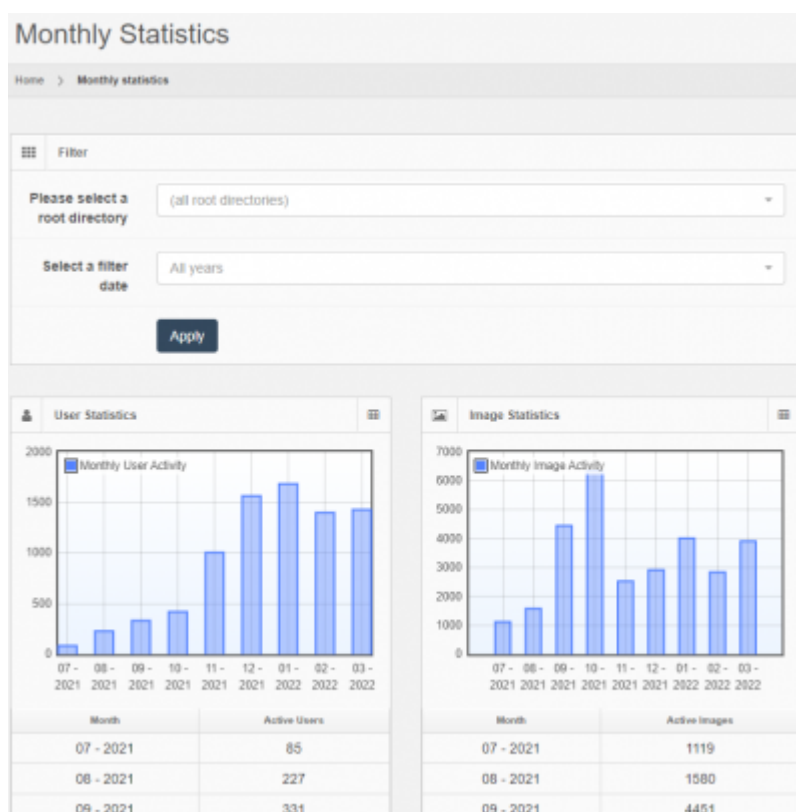 Monthly Statistics
Home > Monthly statistics
Filter
Please select a root directory
(all root directories)
Select a filter date
All years
Apply
User Statistics
Monthly User Activity
2000
1500
1000
500
0
07 - 2021
08 - 2021
09 - 2021
10 - 2021
11 - 2021
12 - 2021
01 - 2022
02 - 2022
03 - 2022
Month Active Users
07 - 2021 85
08 - 2021 227
09 - 2021 331
Image Statistics
Monthly Image Activity
7000
6000
5000
4000
3000
2000
1000
0
07 - 2021
08 - 2021
09 - 2021
10 - 2021
11 - 2021
12 - 2021
01 - 2022
02 - 2022
03 - 2022
Month Active Images
07 - 2021 1119
08 - 2021 1580
09 - 2021 4451